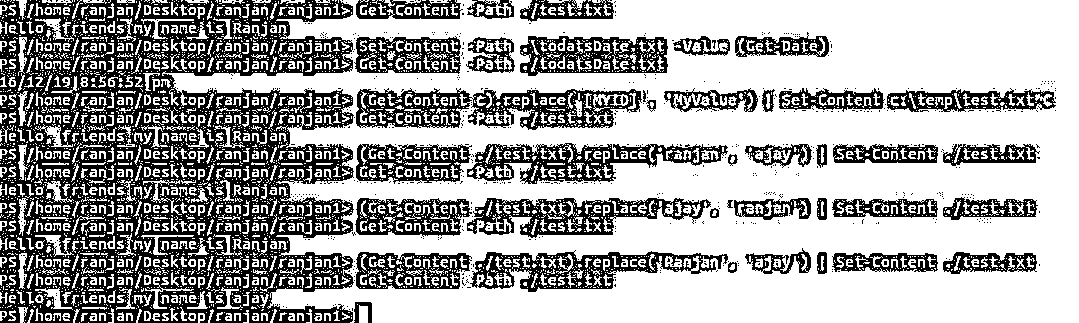 PS /home/ranjan/Desktop/ranjan/ranjan1> Get-Content -Path ./test.txt
Hello, friends my name is Ranjan
PS /home/ranjan/Desktop/ranjan/ranjan1> Set-Content -Path .\todatsDate.txt -Value (Get-Date)
PS /home/ranjan/Desktop/ranjan/ranjan1> Get-Content -Path ./todatsDate.txt
16/12/19 8:56:52 pm
PS /home/ranjan/Desktop/ranjan/ranjan1> (Get-Content c).replace('[MYID]', 'MyValue') | Set-Content c:\temp\test.txt^C
PS /home/ranjan/Desktop/ranjan/ranjan1> Get-Content -Path ./test.txt
Hello, friends my name is Ranjan
PS /home/ranjan/Desktop/ranjan/ranjan1> (Get-Content ./test.txt).replace('ranjan', 'ajay') | Set-Content ./test.txt
PS /home/ranjan/Desktop/ranjan/ranjan1> Get-Content -Path ./test.txt
Hello, friends my name is Ranjan
PS /home/ranjan/Desktop/ranjan/ranjan1> (Get-Content ./test.txt).replace('ajay', 'ranjan') | Set-Content ./test.txt
PS /home/ranjan/Desktop/ranjan/ranjan1> Get-Content -Path ./test.txt
Hello, friends my name is Ranjan
PS /home/ranjan/Desktop/ranjan/ranjan1> (Get-Content ./test.txt).replace('Ranjan', 'ajay') | Set-Content ./test.txt
PS /home/ranjan/Desktop/ranjan/ranjan1> Get-Content -Path ./test.txt
Hello, friends my name is ajay
PS /home/ranjan/Desktop/ranjan/ranjan1>